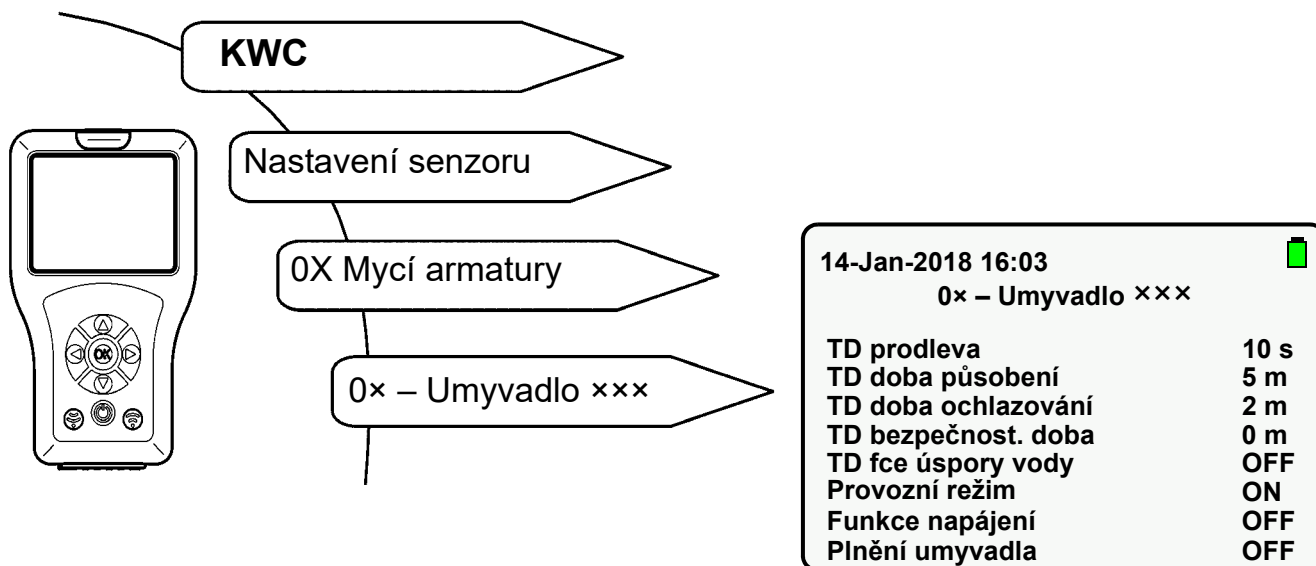 KWC
Nastavení senzoru
0X Mycí armatury
0× – Umyvadlo ×××
OK
14-Jan-2018 16:03
0× – Umyvadlo ×××
TD prodleva 10 s
TD doba působení 5 m
TD doba ochlazování 2 m
TD bezpečnost. doba 0 m
TD fce úspory vody OFF
Provozní režim ON
Funkce napájení OFF
Plnění umyvadla OFF